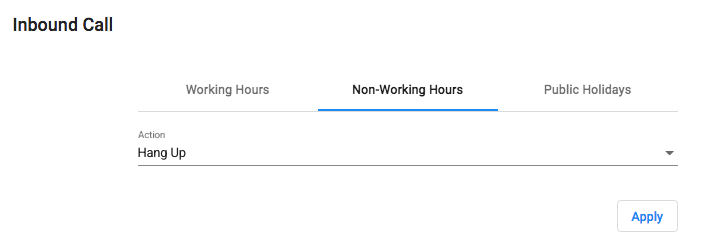 Inbound Call
Working Hours Non-Working Hours Public Holidays
Action
Hang Up
Apply